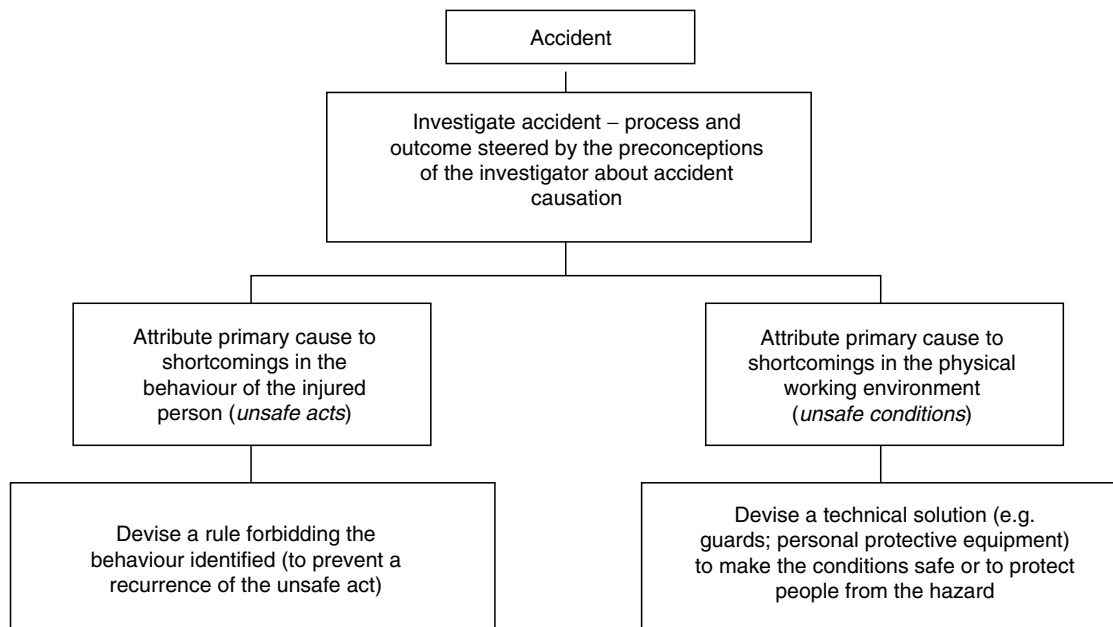 Accident
Investigate accident – process and
outcome steered by the preconceptions
of the investigator about accident
causation
Attribute primary cause to
shortcomings in the
behaviour of the injured
person (unsafe acts)
Attribute primary cause to
shortcomings in the physical
working environment
(unsafe conditions)
Devise a rule forbidding the
behaviour identified (to prevent a
recurrence of the unsafe act)
Devise a technical solution (e.g.
guards; personal protective equipment)
to make the conditions safe or to protect
people from the hazard